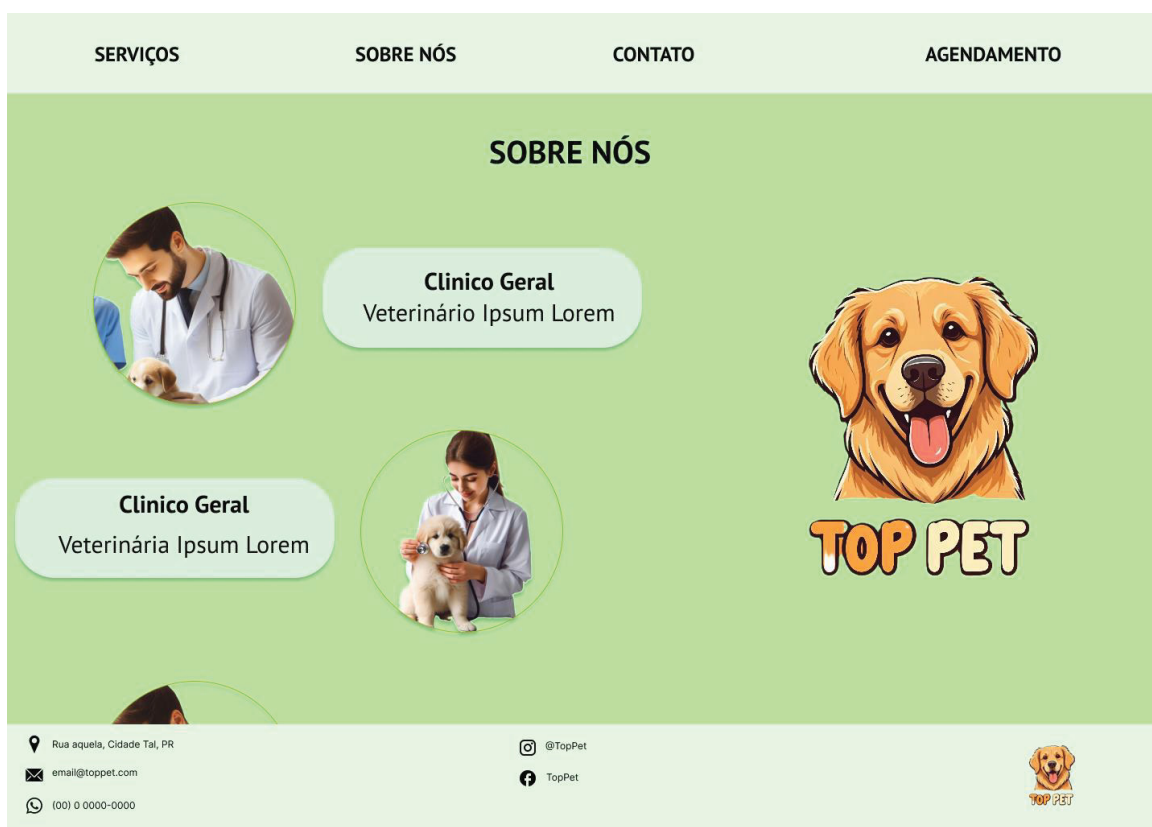 SERVIÇOS
SOBRE NÓS
CONTATO
AGENDAMENTO
SOBRE NÓS
Clinico Geral
Veterinário Ipsum Lorem
Clinico Geral
Veterinária Ipsum Lorem
TOP PET
Rua aquela, Cidade Tal, PR
email@toppet.com
(00) 0 0000-0000
@TopPet
TopPet
TOP PET